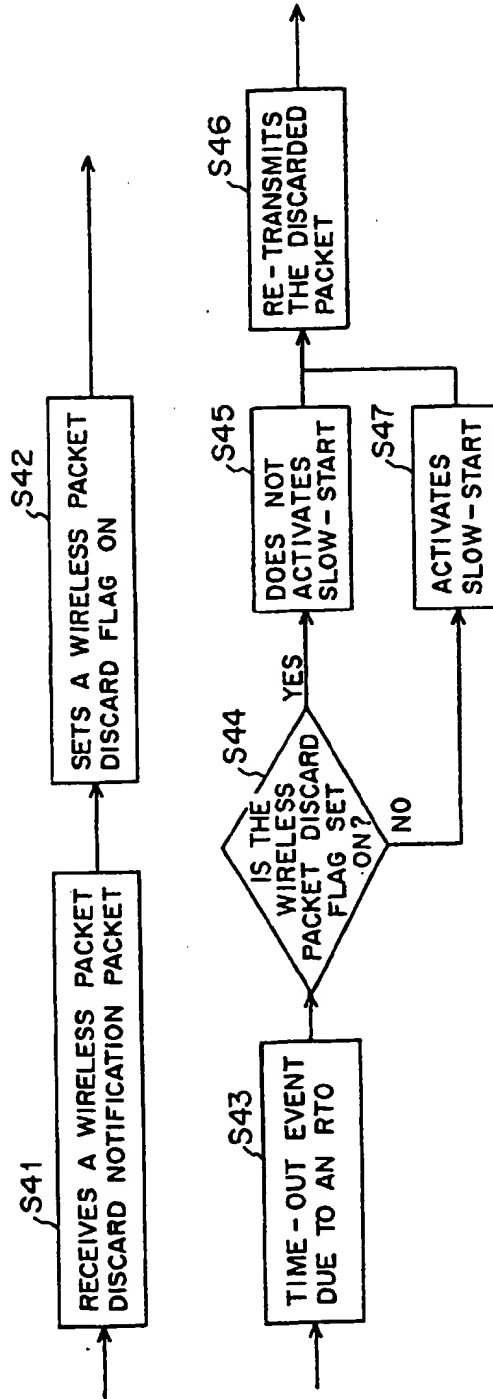 S41
RECEIVES A WIRELESS PACKET
DISCARD NOTIFICATION PACKET
S42
SETS A WIRELESS PACKET
DISCARD FLAG ON
S43
TIME-OUT EVENT
DUE TO AN RTO
S44
IS THE
WIRELESS
PACKET DISCARD
FLAG SET
ON?
YES
NO
S45
DOES NOT
ACTIVATES
SLOW-START
S47
ACTIVATES
SLOW-START
S46
RE-TRANSMITS
THE DISCARDED
PACKET